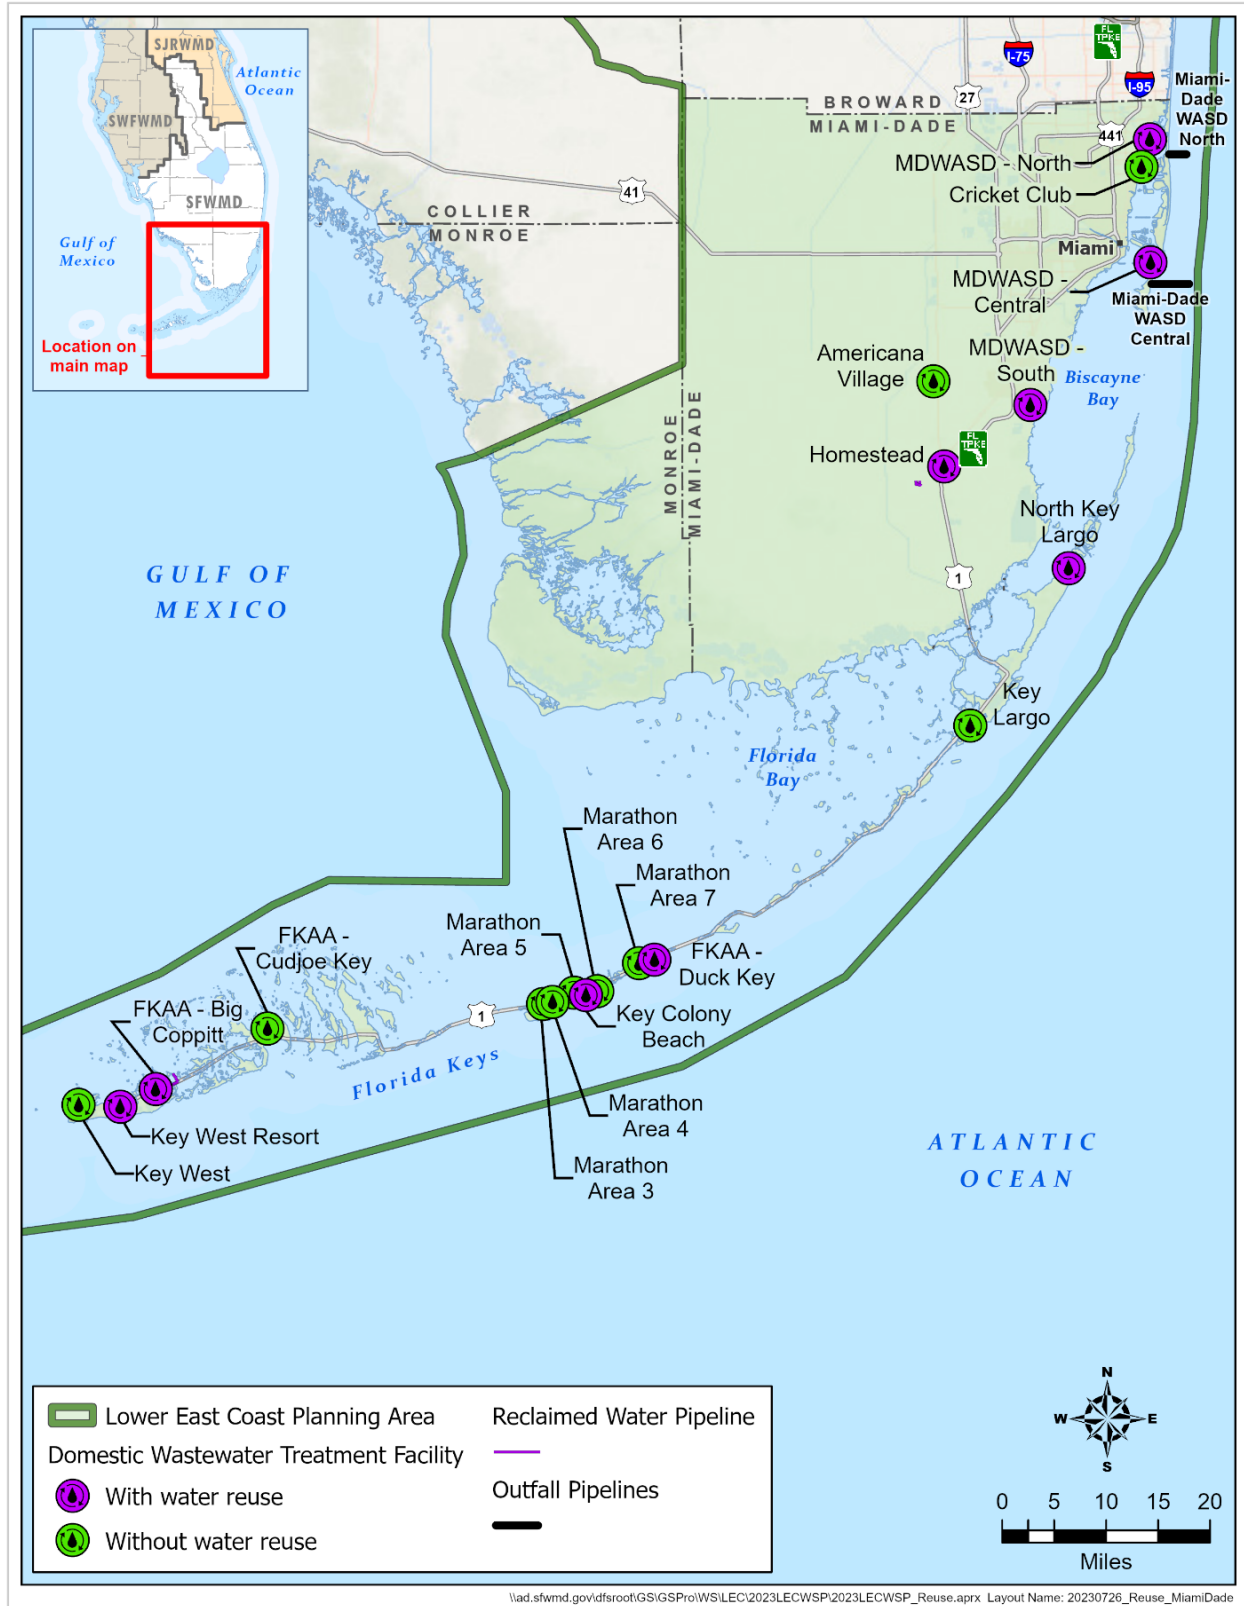 SJRWMD
Atlantic
Ocean
SWFWMD
SFWMD
Gulf of
Mexico
Location on
main map
FL
TPKE
I-75
I-95
27
Miami-
Dade
WASD
North
BROWARD
MIAMI-DADE
441
MDWASD - North
Cricket Club
41
COLLIER
MONROE
Miami
MDWASD -
Central
Miami-Dade
WASD
Central
Americana
Village
MDWASD -
South
Biscayne
Bay
MONROE
MIAMI-DADE
Homestead
FL
TPKE
North Key
Largo
1
GULF OF
MEXICO
Key
Largo
Florida
Bay
Marathon
Area 6
Marathon
Area 7
Marathon
Area 5
FKAA -
Duck Key
FKAA -
Cudjoe Key
FKAA - Big
Coppitt
1
Key Colony
Beach
Florida Keys
Marathon
Area 4
Marathon
Area 3
Key West Resort
Key West
ATLANTIC
OCEAN
Lower East Coast Planning Area
Domestic Wastewater Treatment Facility
With water reuse
Without water reuse
Reclaimed Water Pipeline
Outfall Pipelines
N
W E
S
0 5 10 15 20
Miles
\\ad.sfwmd.gov\dfsroot\GS\GSPro\WS\LEC\2023LECWSP\2023LECWSP_Reuse.aprx Layout Name: 20230726_Reuse_MiamiDade